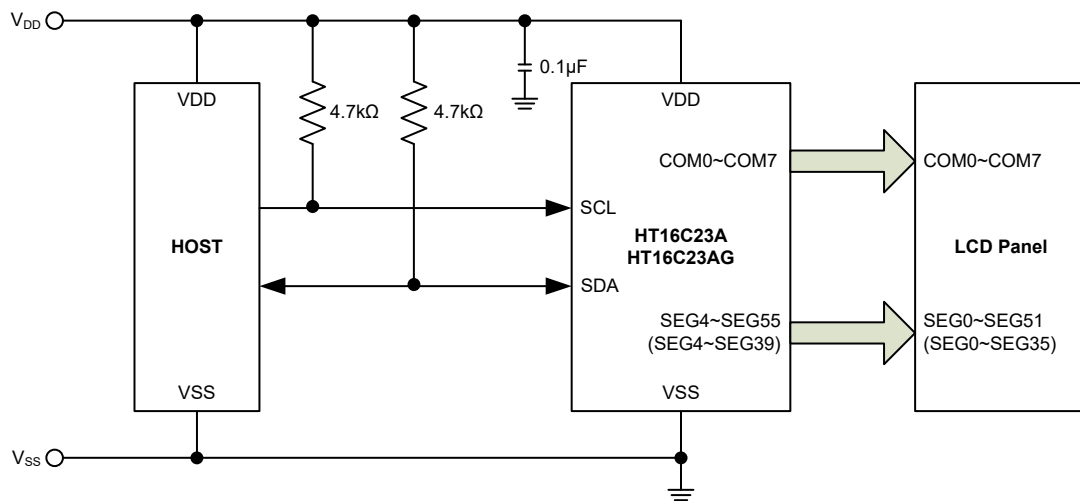 VDD
VDD
4.7kΩ
4.7kΩ
0.1µF
VDD
COM0~COM7
COM0~COM7
SCL
HOST
HT16C23A
HT16C23AG
LCD Panel
SDA
SEG4~SEG55
(SEG4~SEG39)
SEG0~SEG51
(SEG0~SEG35)
VSS
VSS
VSS